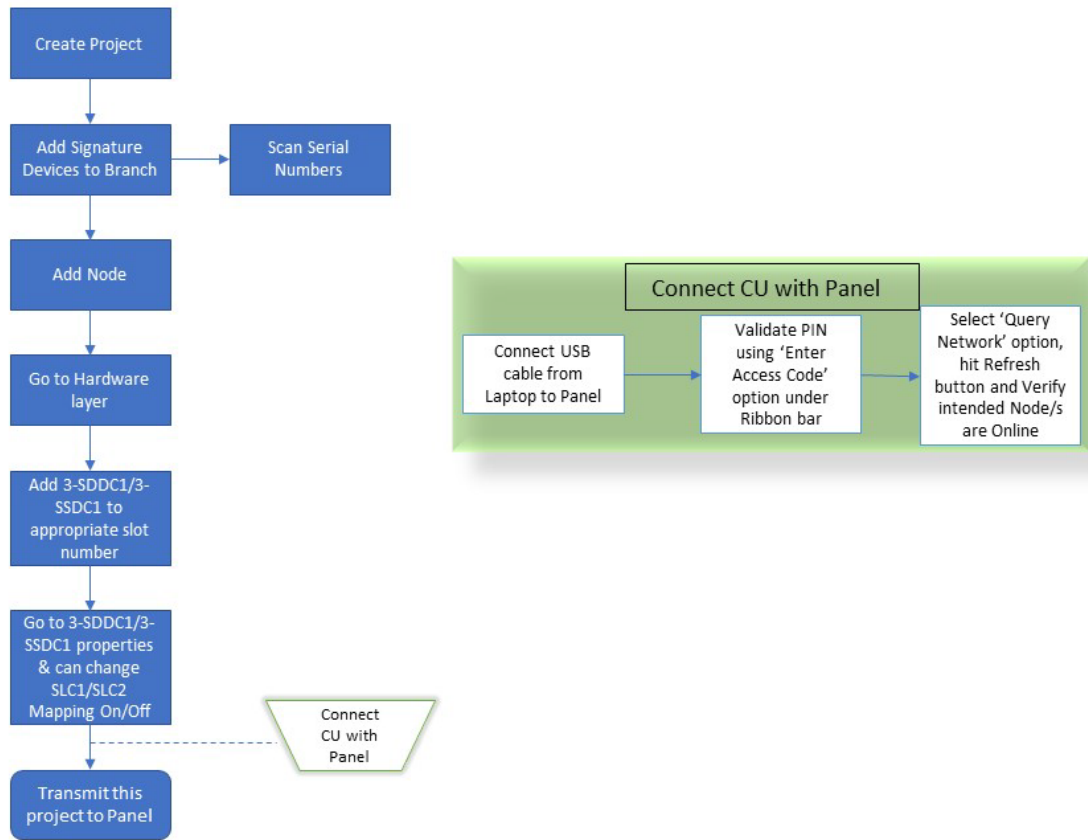 Create Project
Add Signature
Devices to Branch
Scan Serial
Numbers
Add Node
Go to Hardware
layer
Add 3-SDDC1/3-
SSDC1 to
appropriate slot
number
Go to 3-SDDC1/3-
SSDC1 properties
& can change
SLC1/SLC2
Mapping On/Off
Connect
CU with
Panel
Transmit this
project to Panel
Connect CU with Panel
Connect USB
cable from
Laptop to Panel
Validate PIN
using ‘Enter
Access Code’
option under
Ribbon bar
Select ‘Query
Network’ option,
hit Refresh
button and Verify
intended Node/s
are Online